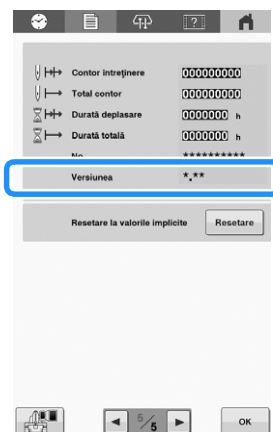 ?
Contor intreținere 000000000
Total contor 000000000
Durată deplasare 0000000 h
Durată totală 0000000 h
No. **********
Versiunea *.**
Resetare la valorile implicite Resetare
5/5 OK